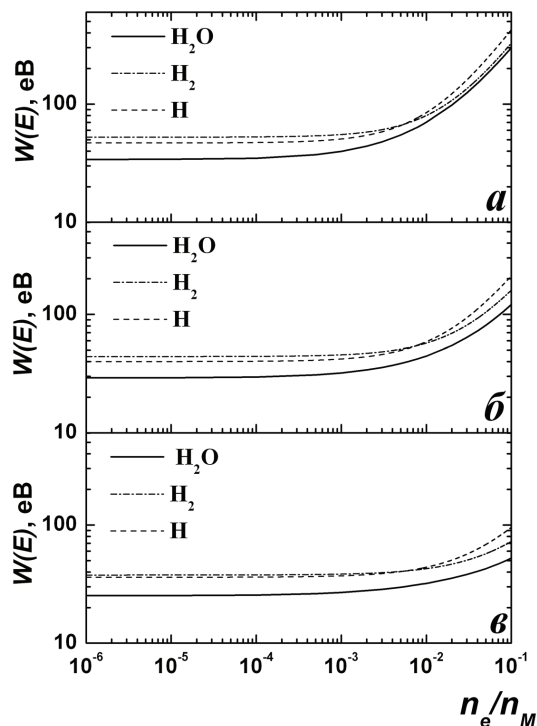 W(E), eB
100
10
H₂O
H₂
H
а
W(E), eB
100
10
H₂O
H₂
H
б
W(E), eB
100
10
H₂O
H₂
H
в
10⁻⁶ 10⁻⁵ 10⁻⁴ 10⁻³ 10⁻² 10⁻¹
nₑ/n_M